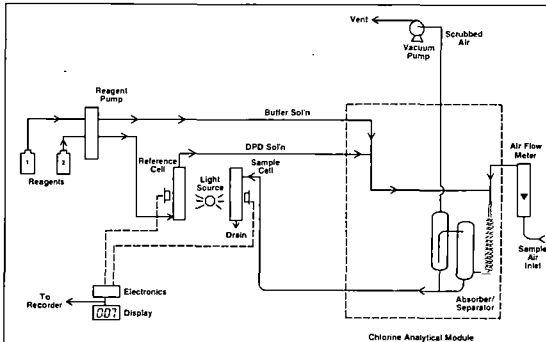 Vent
Scrubbed
Air
Vacuum
Pump
Reagent
Pump
Buffer Sol'n
DPD Sol'n
Air Flow
Meter
Reference
Cell
Light
Source
Sample
Cell
1
2
Reagents
Drain
Sample
Air
Inlet
Electronics
To
Recorder
007
Display
Absorber/
Separator
Chlorine Analytical Module